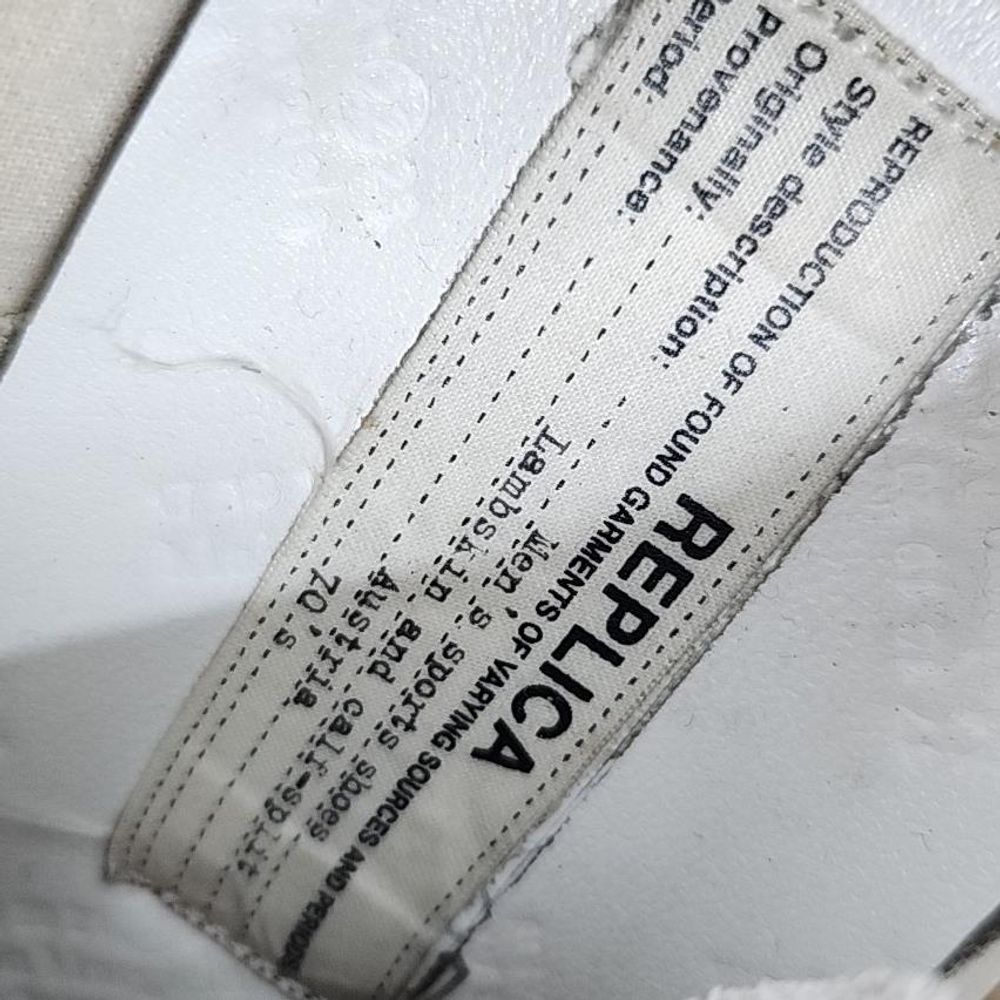 REPLICA
REPRODUCTION OF FOUND GARMENTS OF VARYING SOURCES AND PERIODS
Style description: Men's sports shoes
Originally: Lambskin and calf-split
Provenance: Austria
Period: 70's